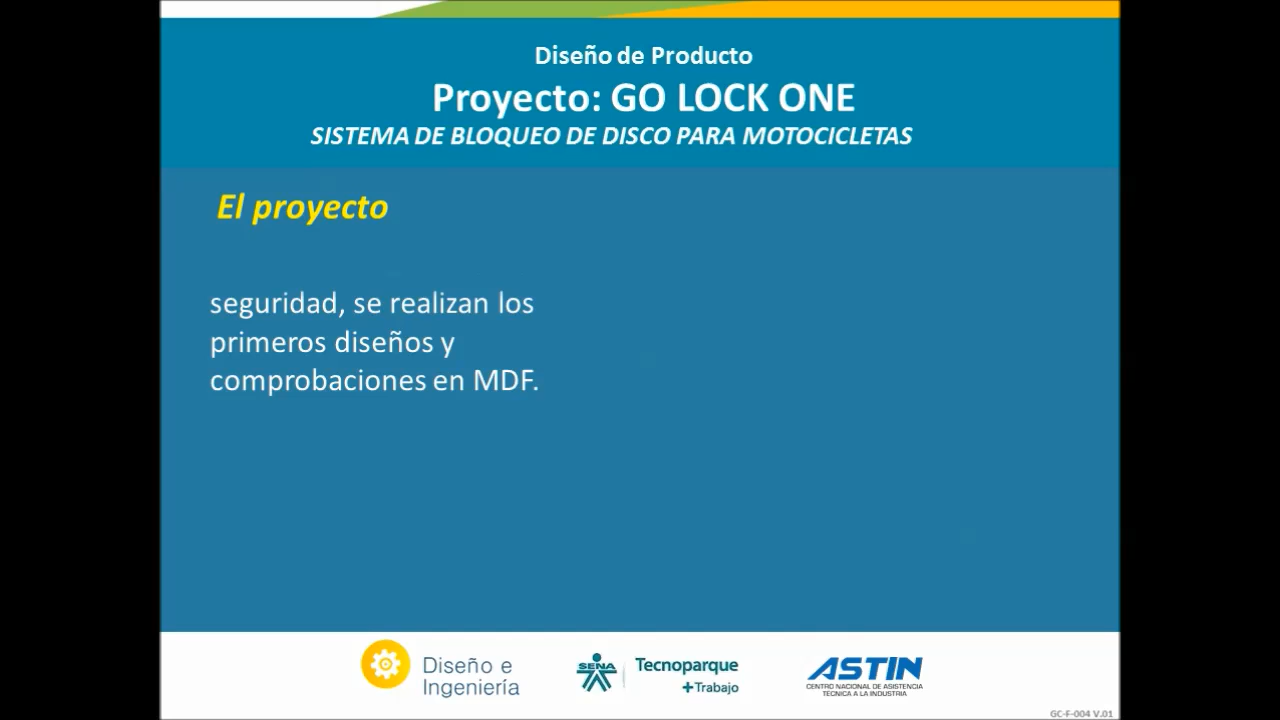 Diseño de Producto
Proyecto: GO LOCK ONE
SISTEMA DE BLOQUEO DE DISCO PARA MOTOCICLETAS
El proyecto
seguridad, se realizan los
primeros diseños y
comprobaciones en MDF.
Diseño e
Ingeniería
SENA
Tecnoparque
+Trabajo
ASTIN
CENTRO NACIONAL DE ASISTENCIA
TÉCNICA A LA INDUSTRIA
GC-F-004 V.01